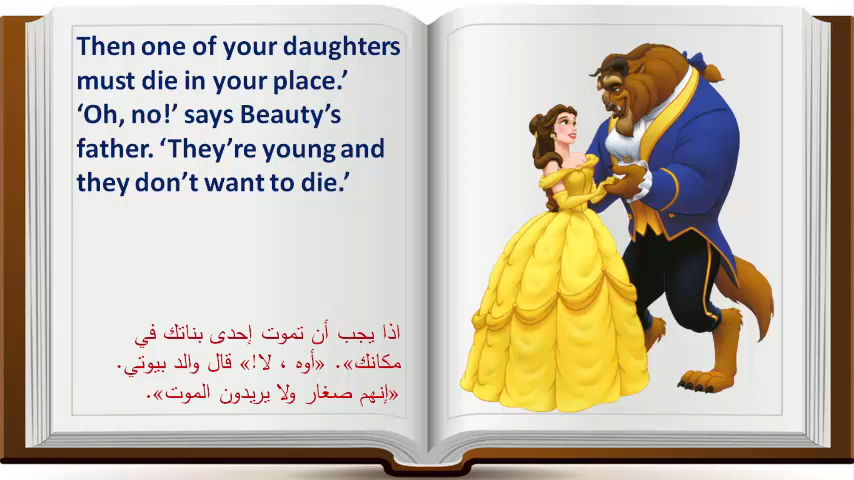 Then one of your daughters
must die in your place.’
‘Oh, no!’ says Beauty’s
father. ‘They’re young and
they don’t want to die.’
اذا يجب أن تموت إحدى بناتك في
مكانك». «أوه ، لا!» قال والد بيوتي.
«إنهم صغار ولا يريدون الموت».